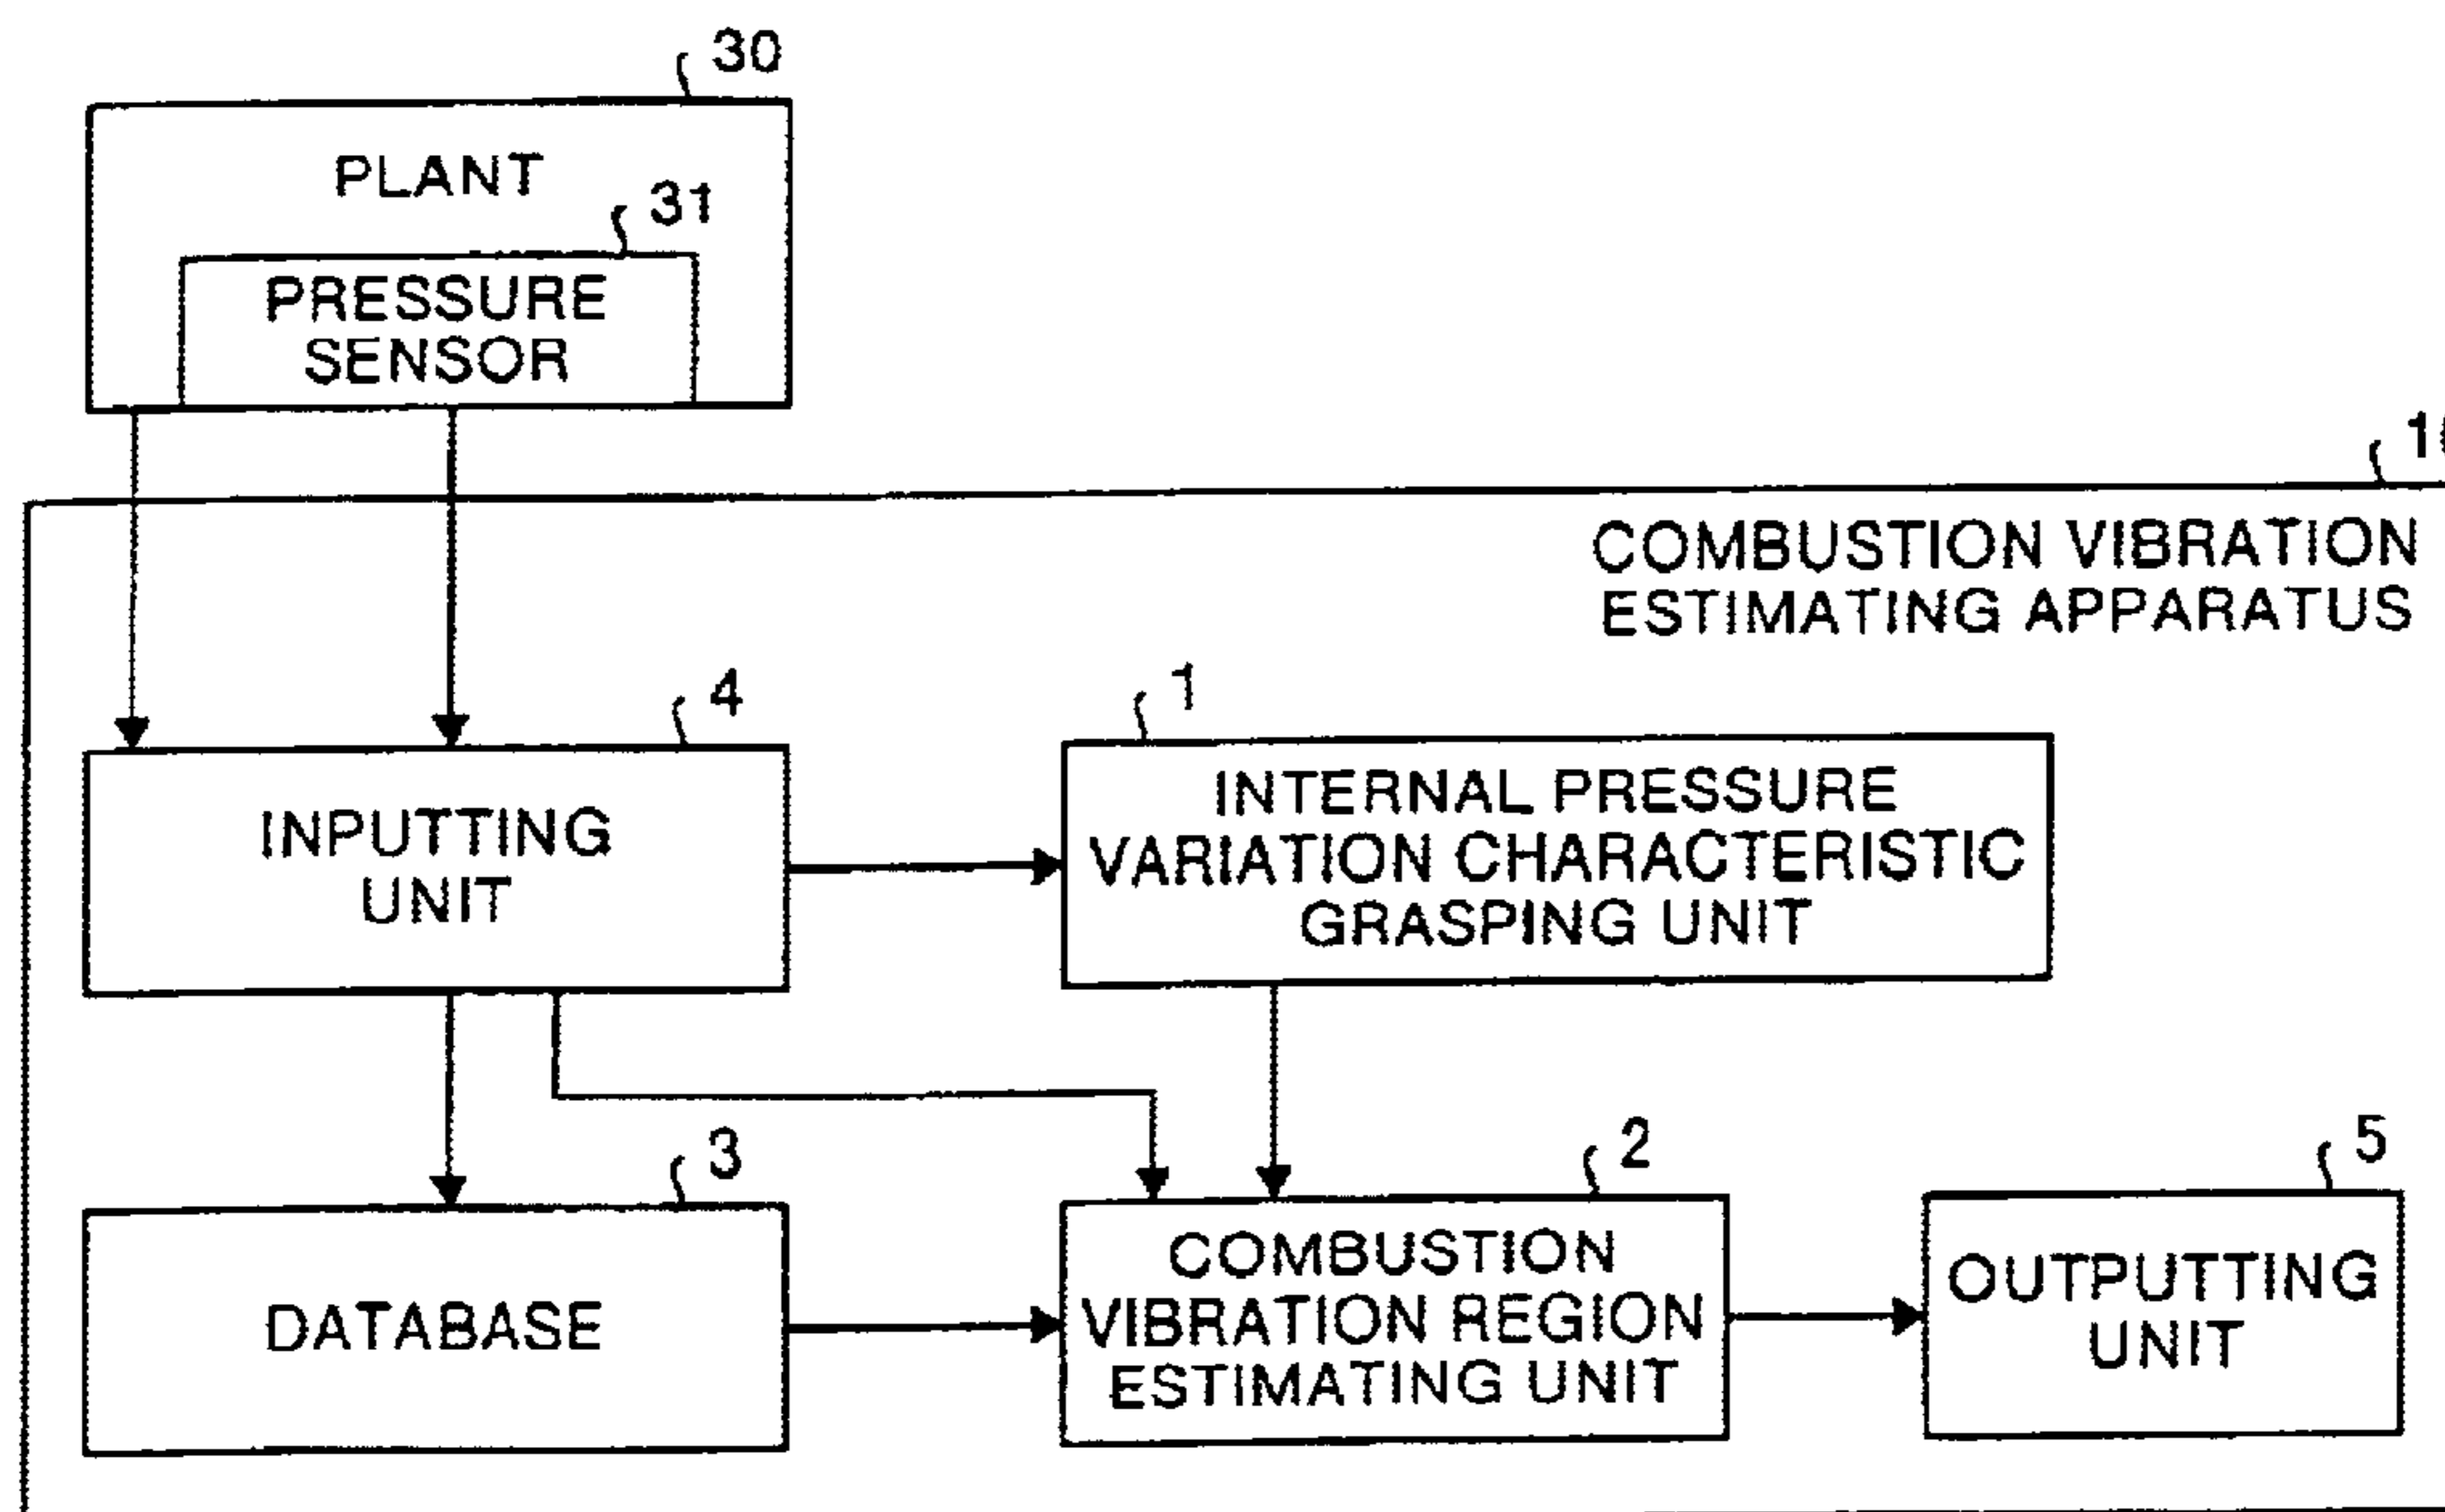 30
PLANT
31
PRESSURE
SENSOR
COMBUSTION VIBRATION
ESTIMATING APPARATUS
4
1
INPUTTING
UNIT
INTERNAL PRESSURE
VARIATION CHARACTERISTIC
GRASPING UNIT
3
2
5
DATABASE
COMBUSTION
VIBRATION REGION
ESTIMATING UNIT
OUTPUTTING
UNIT